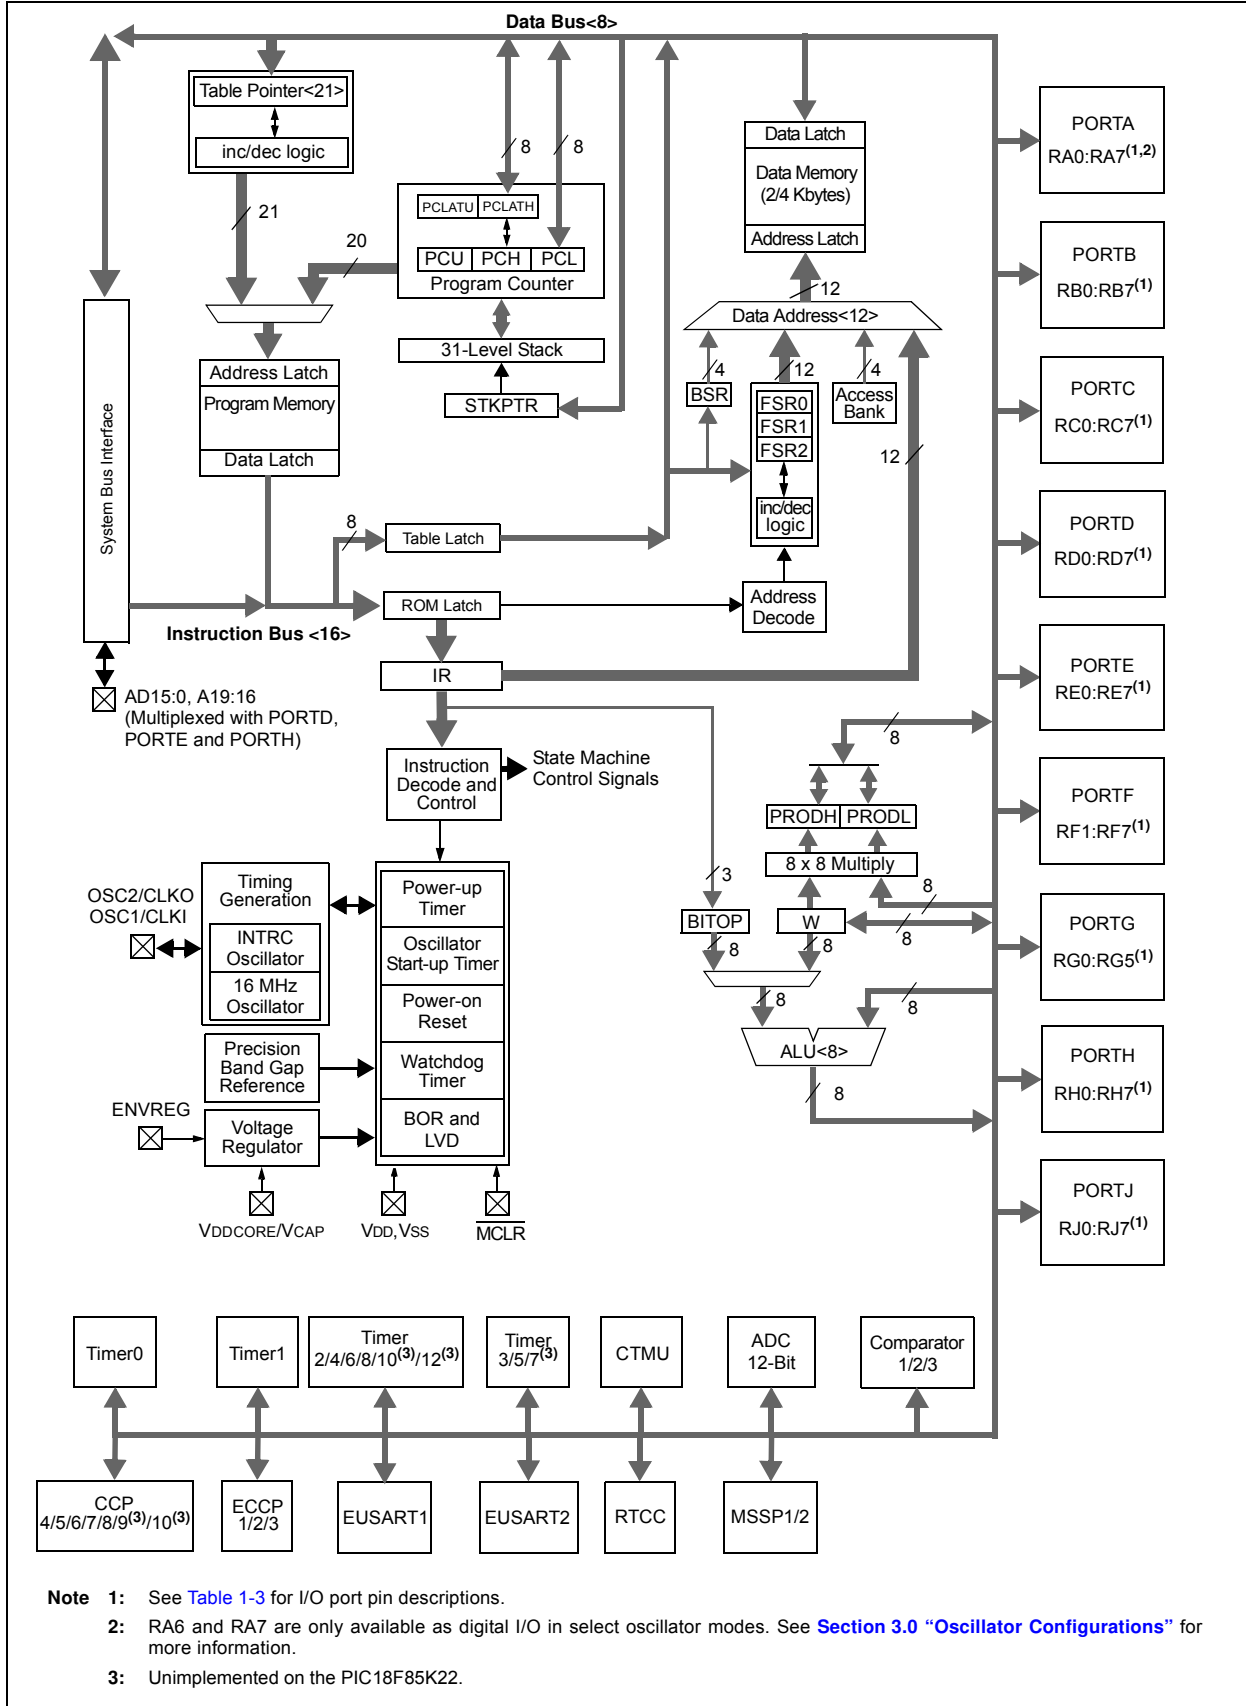 Data Bus<8>
Table Pointer<21>
inc/dec logic
21
20
8
8
PCLATU PCLATH
PCU PCH PCL
Program Counter
31-Level Stack
STKPTR
Data Latch
Data Memory
(2/4 Kbytes)
Address Latch
12
Data Address<12>
4
12
4
BSR
FSR0
FSR1
FSR2
inc/dec
logic
Access
Bank
12
Address
Decode
System Bus Interface
Address Latch
Program Memory
Data Latch
8
Table Latch
ROM Latch
Instruction Bus <16>
IR
AD15:0, A19:16
(Multiplexed with PORTD,
PORTE and PORTH)
Instruction
Decode and
Control
State Machine
Control Signals
8
PRODH PRODL
8 x 8 Multiply
3
8
BITOP
W
8
8
8
8
8
ALU<8>
8
OSC2/CLKO
OSC1/CLKI
Timing
Generation
INTRC
Oscillator
16 MHz
Oscillator
Precision
Band Gap
Reference
ENVREG
Voltage
Regulator
VDDCORE/VCAP
Power-up
Timer
Oscillator
Start-up Timer
Power-on
Reset
Watchdog
Timer
BOR and
LVD
VDD,VSS
MCLR
PORTA
RA0:RA7(1,2)
PORTB
RB0:RB7(1)
PORTC
RC0:RC7(1)
PORTD
RD0:RD7(1)
PORTE
RE0:RE7(1)
PORTF
RF1:RF7(1)
PORTG
RG0:RG5(1)
PORTH
RH0:RH7(1)
PORTJ
RJ0:RJ7(1)
Timer0
Timer1
Timer
2/4/6/8/10(3)/12(3)
Timer
3/5/7(3)
CTMU
ADC
12-Bit
Comparator
1/2/3
CCP
4/5/6/7/8/9(3)/10(3)
ECCP
1/2/3
EUSART1
EUSART2
RTCC
MSSP1/2
Note 1: See Table 1-3 for I/O port pin descriptions.
2: RA6 and RA7 are only available as digital I/O in select oscillator modes. See Section 3.0 “Oscillator Configurations” for
more information.
3: Unimplemented on the PIC18F85K22.